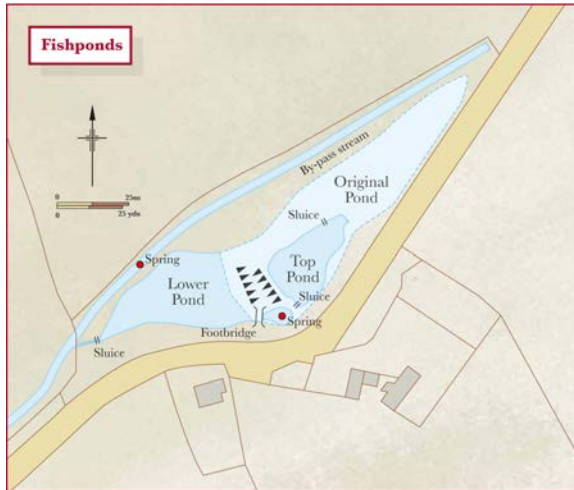 Fishponds
0 25m
0 25 yds
By-pass stream
Original
Pond
Sluice
Spring
Top
Pond
Lower
Pond
Sluice
Spring
Footbridge
Sluice